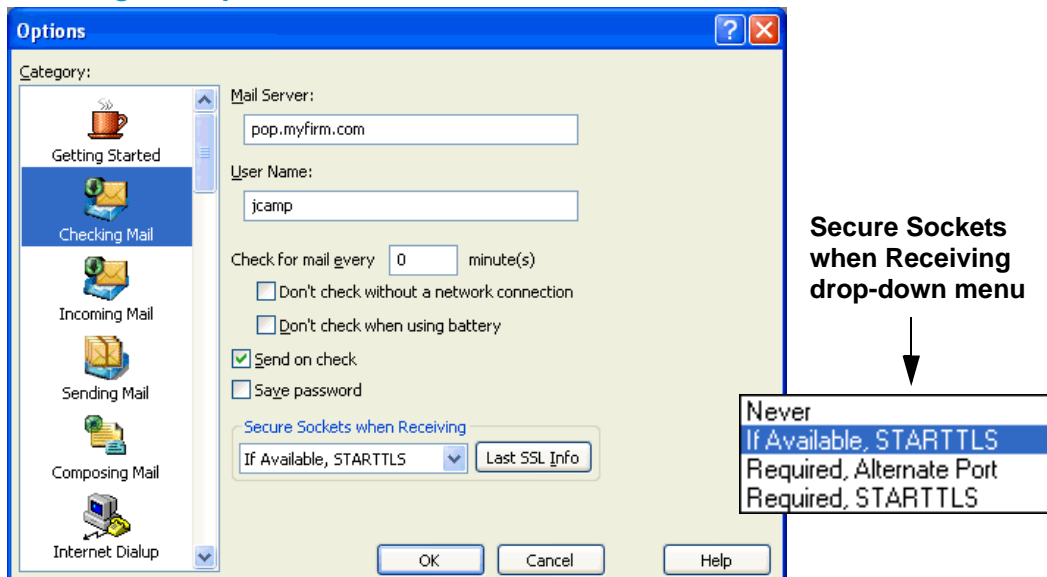 Options
Category:
Getting Started
Checking Mail
Incoming Mail
Sending Mail
Composing Mail
Internet Dialup
Mail Server:
pop.myfirm.com
User Name:
jcamp
Check for mail every 0 minute(s)
Don't check without a network connection
Don't check when using battery
Send on check
Save password
Secure Sockets when Receiving
If Available, STARTTLS
Last SSL Info
OK
Cancel
Help
Secure Sockets
when Receiving
drop-down menu
Never
If Available, STARTTLS
Required, Alternate Port
Required, STARTTLS